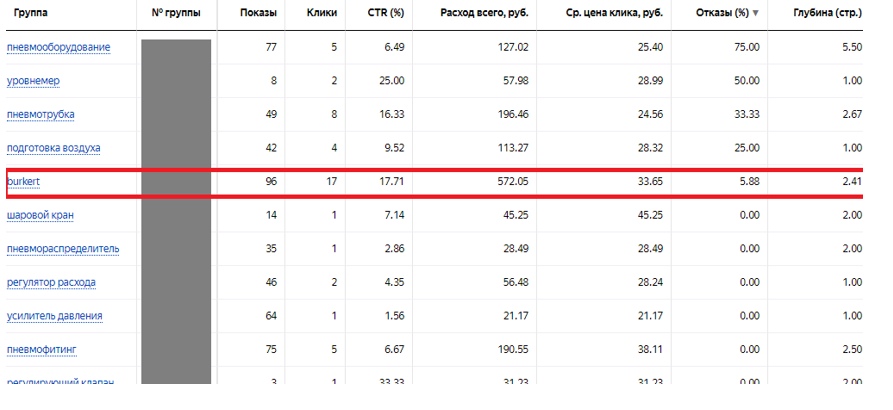 Группа № группы Показы Клики CTR (%) Расход всего, руб. Ср. цена клика, руб. Отказы (%) ▼ Глубина (стр.)
пневмооборудование 77 5 6.49 127.02 25.40 75.00 5.50
уровнемер 8 2 25.00 57.98 28.99 50.00 1.00
пневмотрубка 49 8 16.33 196.46 24.56 33.33 2.67
подготовка воздуха 42 4 9.52 113.27 28.32 25.00 1.00
burkert 96 17 17.71 572.05 33.65 5.88 2.41
шаровой кран 14 1 7.14 45.25 45.25 0.00 2.00
пневмораспределитель 35 1 2.86 28.49 28.49 0.00 2.00
регулятор расхода 46 2 4.35 56.48 28.24 0.00 1.00
усилитель давления 64 1 1.56 21.17 21.17 0.00 1.00
пневмофитинг 75 5 6.67 190.55 38.11 0.00 2.50
регулирующий клапан 3 1 33.33 31.23 31.23 0.00 2.00